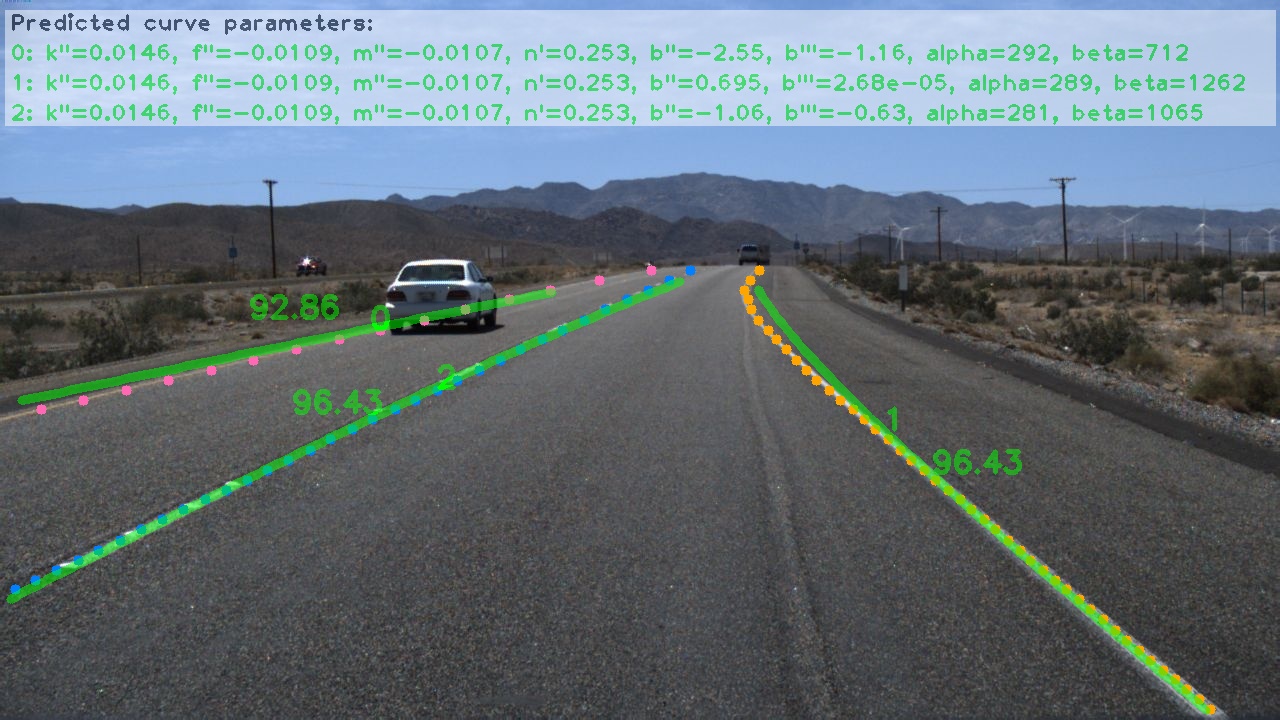 Predicted curve parameters:
0: k''=0.0146, f''=-0.0109, m''=-0.0107, n'=0.253, b''=-2.55, b'''=-1.16, alpha=292, beta=712
1: k''=0.0146, f''=-0.0109, m''=-0.0107, n'=0.253, b''=0.695, b'''=2.68e-05, alpha=289, beta=1262
2: k''=0.0146, f''=-0.0109, m''=-0.0107, n'=0.253, b''=-1.06, b'''=-0.63, alpha=281, beta=1065
92.86 0
2
96.43
1
96.43